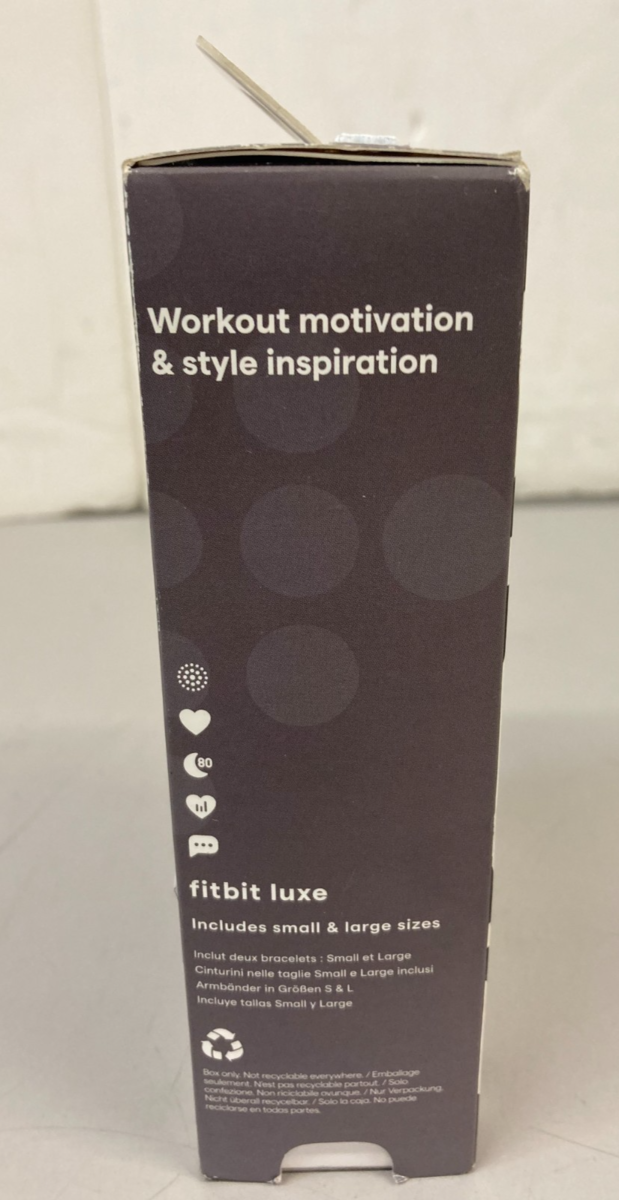 Workout motivation
& style inspiration
80
fitbit luxe
Includes small & large sizes
Inclut deux bracelets : Small et Large
Cinturini nelle taglie Small e Large inclusi
Armbänder in Größen S & L
Incluye tallas Small y Large
Box only. Not recyclable everywhere. / Emballage
seulement. N'est pas recyclable partout. / Solo
confezione. Non riciclabile ovunque. / Nur Verpackung.
Nicht überall recycelbar. / Solo la caja. No puede
reciclarse en todas partes.